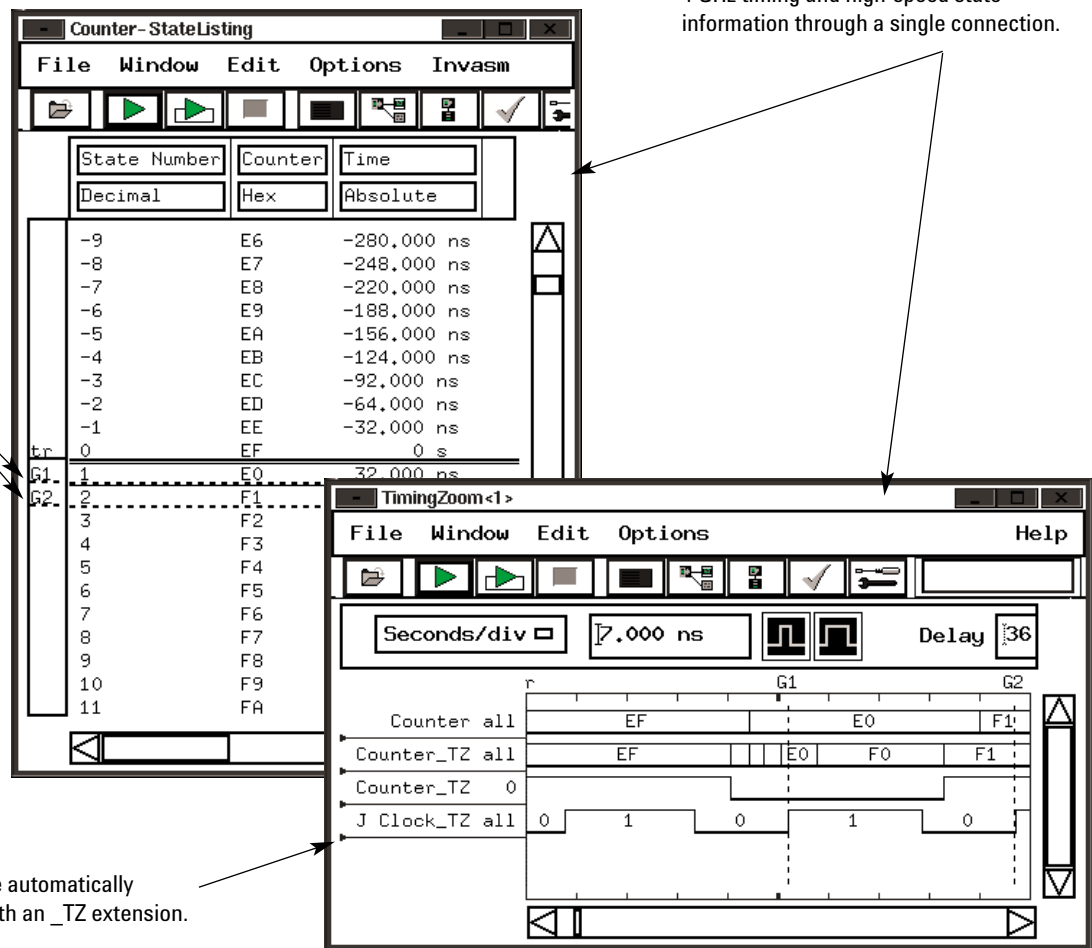 information through a single connection.
Counter-StateListing
File Window Edit Options Invasm
State Number Counter Time
Decimal Hex Absolute
-9 E6 -280.000 ns
-8 E7 -248.000 ns
-7 E8 -220.000 ns
-6 E9 -188.000 ns
-5 EA -156.000 ns
-4 EB -124.000 ns
-3 EC -92.000 ns
-2 ED -64.000 ns
-1 EE -32.000 ns
tr 0 EF 0 s
G1 1 E0 32.000 ns
G2 2 F1
3 F2
4 F3
5 F4
6 F5
7 F6
8 F7
9 F8
10 F9
11 FA
TimingZoom<1>
File Window Edit Options Help
Seconds/div 7.000 ns Delay 36
r G1 G2
Counter all EF E0 F1
Counter_TZ all EF E0 F0 F1
Counter_TZ 0
J Clock_TZ all 0 1 0 1 0
automatically
an _TZ extension.